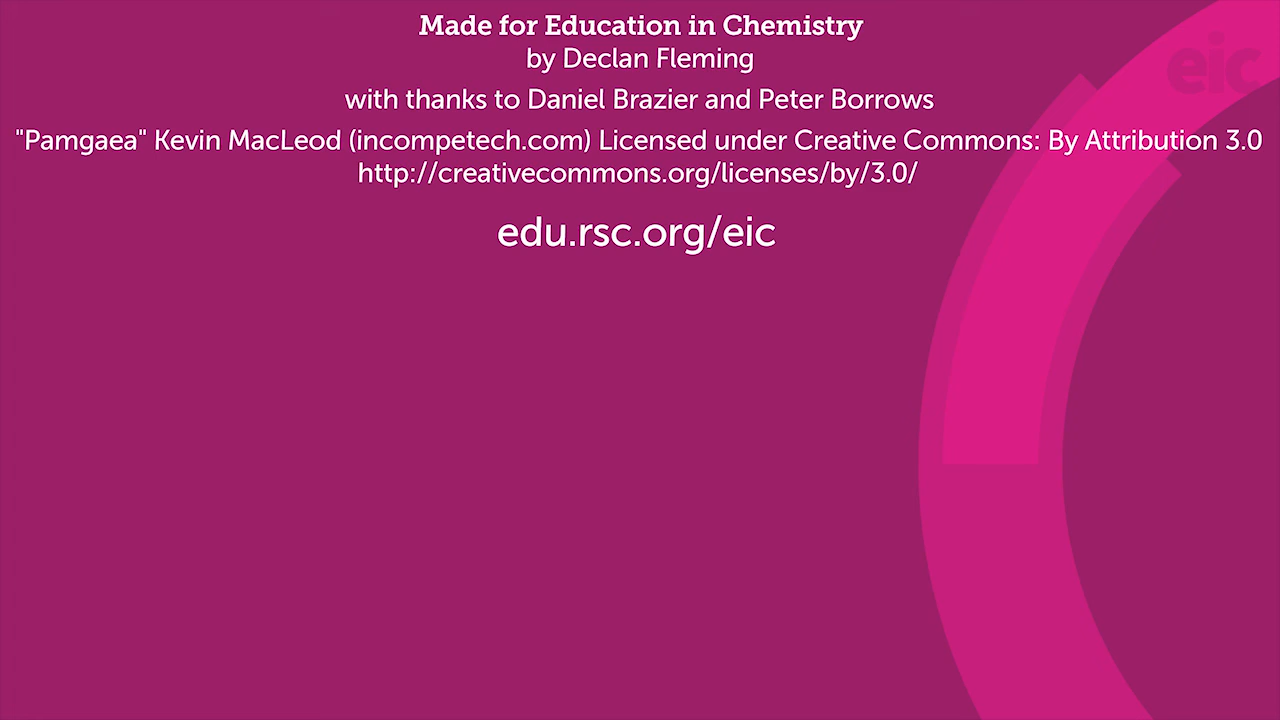 Made for Education in Chemistry
by Declan Fleming
with thanks to Daniel Brazier and Peter Borrows
"Pamgaea" Kevin MacLeod (incompetech.com) Licensed under Creative Commons: By Attribution 3.0
http://creativecommons.org/licenses/by/3.0/
edu.rsc.org/eic
eic